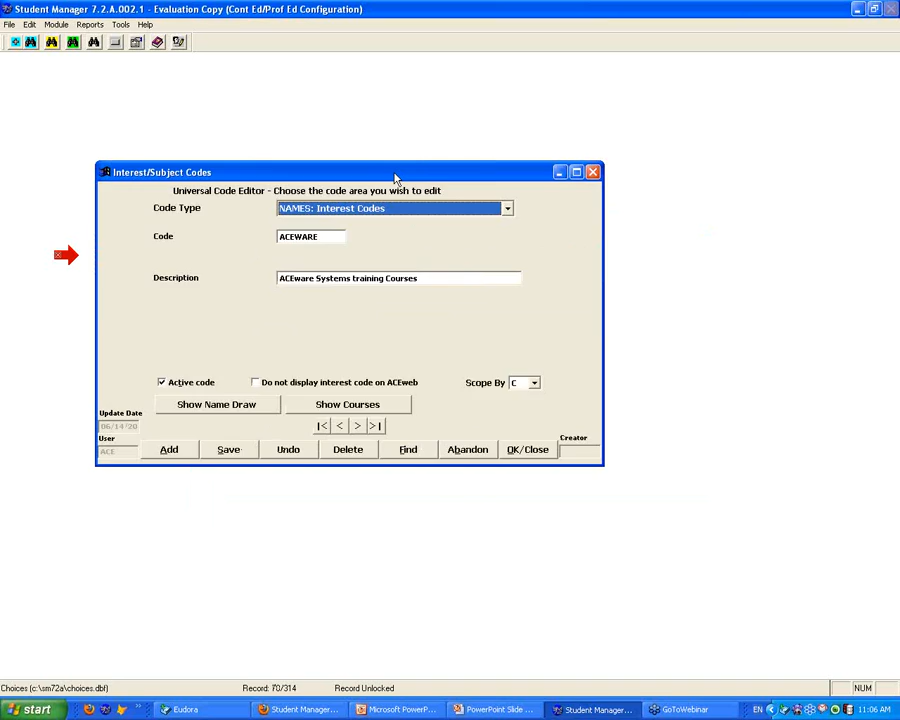 Student Manager 7.2.A.002.1 - Evaluation Copy (Cont Ed/Prof Ed Configuration)
File Edit Module Reports Tools Help
Interest/Subject Codes
Universal Code Editor - Choose the code area you wish to edit
Code Type NAMES: Interest Codes
Code ACEWARE
Description ACEware Systems training Courses
Active code Do not display interest code on ACEweb Scope By C
Show Name Draw Show Courses
Update Date
06/14/20
|< < > >|
User Creator
ACE Add Save Undo Delete Find Abandon OK/Close
Choices (c:\sm72a\choices.dbf) Record: 70/314 Record Unlocked NUM
start » Eudora Student Manager... Microsoft PowerP... PowerPoint Slide ... Student Manager... GoToWebinar EN 11:06 AM